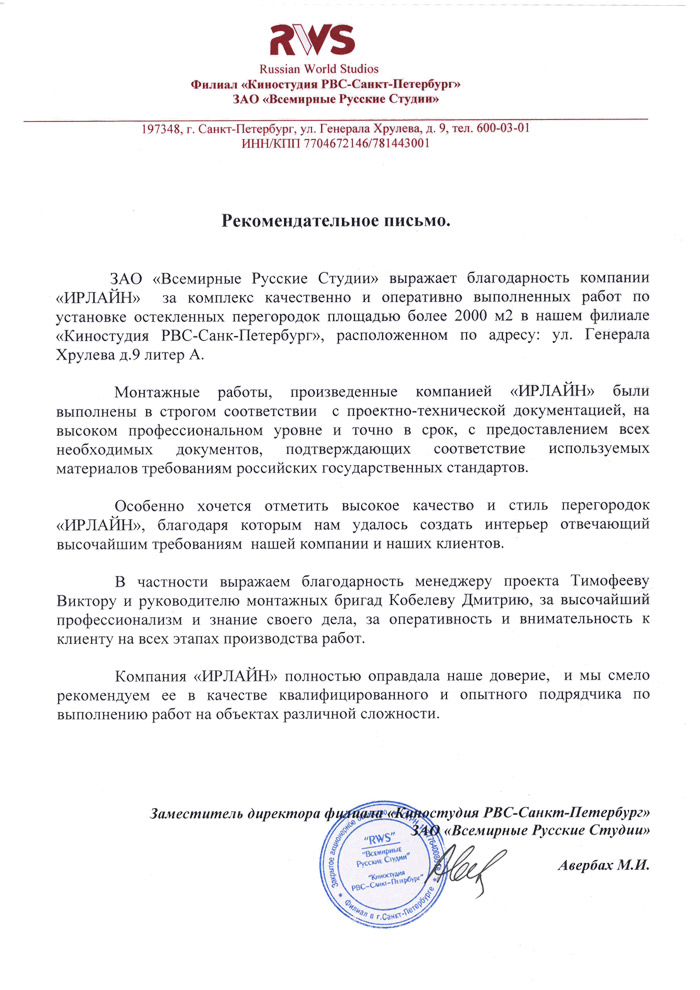 RWS
Russian World Studios
Филиал «Киностудия РВС-Санкт-Петербург»
ЗАО «Всемирные Русские Студии»
197348, г. Санкт-Петербург, ул. Генерала Хрулева, д. 9, тел. 600-03-01
ИНН/КПП 7704672146/781443001
Рекомендательное письмо.
ЗАО «Всемирные Русские Студии» выражает благодарность компании
«ИРЛАЙН» за комплекс качественно и оперативно выполненных работ по
установке остекленных перегородок площадью более 2000 м2 в нашем филиале
«Киностудия РВС-Санк-Петербург», расположенном по адресу: ул. Генерала
Хрулева д.9 литер А.
Монтажные работы, произведенные компанией «ИРЛАЙН» были
выполнены в строгом соответствии с проектно-технической документацией, на
высоком профессиональном уровне и точно в срок, с предоставлением всех
необходимых документов, подтверждающих соответствие используемых
материалов требованиям российских государственных стандартов.
Особенно хочется отметить высокое качество и стиль перегородок
«ИРЛАЙН», благодаря которым нам удалось создать интерьер отвечающий
высочайшим требованиям нашей компании и наших клиентов.
В частности выражаем благодарность менеджеру проекта Тимофееву
Виктору и руководителю монтажных бригад Кобелеву Дмитрию, за высочайший
профессионализм и знание своего дела, за оперативность и внимательность к
клиенту на всех этапах производства работ.
Компания «ИРЛАЙН» полностью оправдала наше доверие, и мы смело
рекомендуем ее в качестве квалифицированного и опытного подрядчика по
выполнению работ на объектах различной сложности.
Заместитель директора филиала «Киностудия РВС-Санкт-Петербург»
ЗАО «Всемирные Русские Студии»
Авербах М.И.
Закрытое акционерное общество
"RWS"
"Всемирные
Русские Студии"
"Киностудия
РВС-Санкт-Петербург"
* Филиал в г.Санкт-Петербурге *